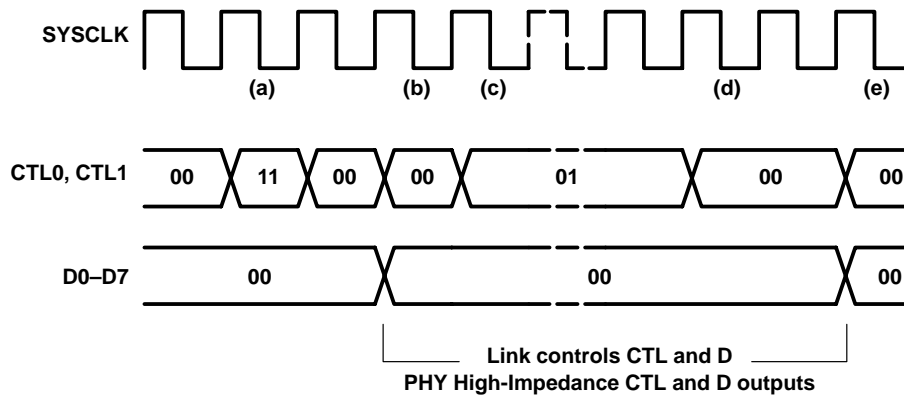 SYSCLK
(a) (b) (c) (d) (e)
CTL0, CTL1 00 11 00 00 01 00 00
D0–D7 00 00 00
Link controls CTL and D
PHY High-Impedance CTL and D outputs